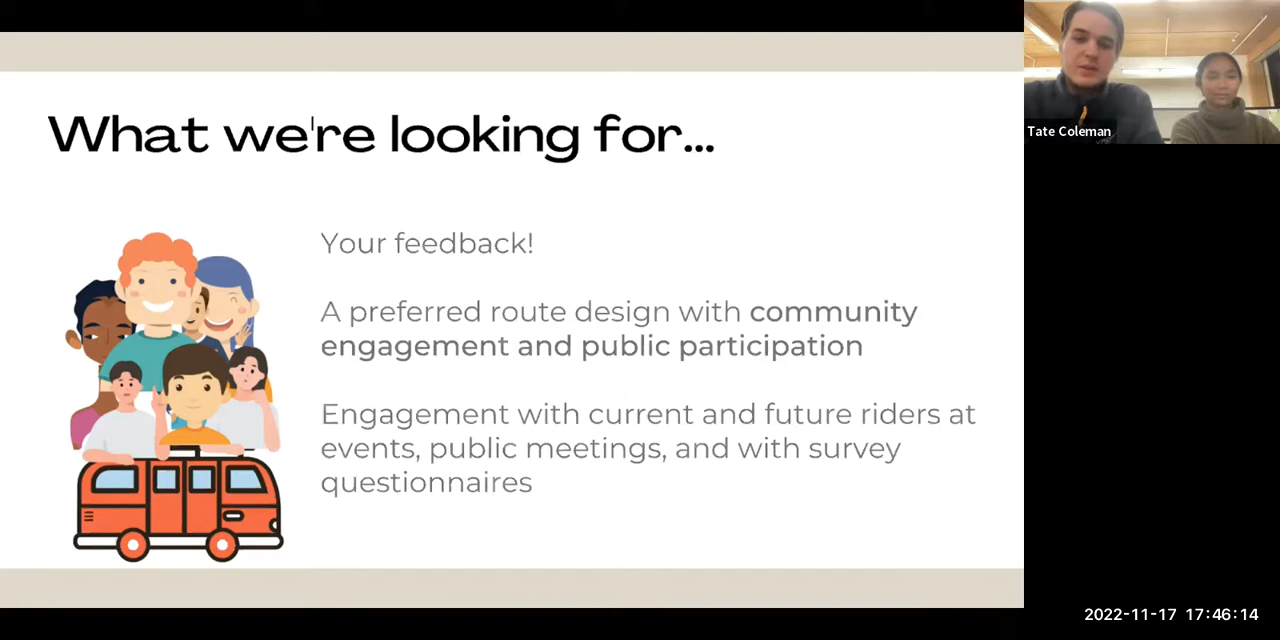 What we're looking for...
Your feedback!
A preferred route design with community
engagement and public participation
Engagement with current and future riders at
events, public meetings, and with survey
questionnaires
Tate Coleman
2022-11-17 17:46:14